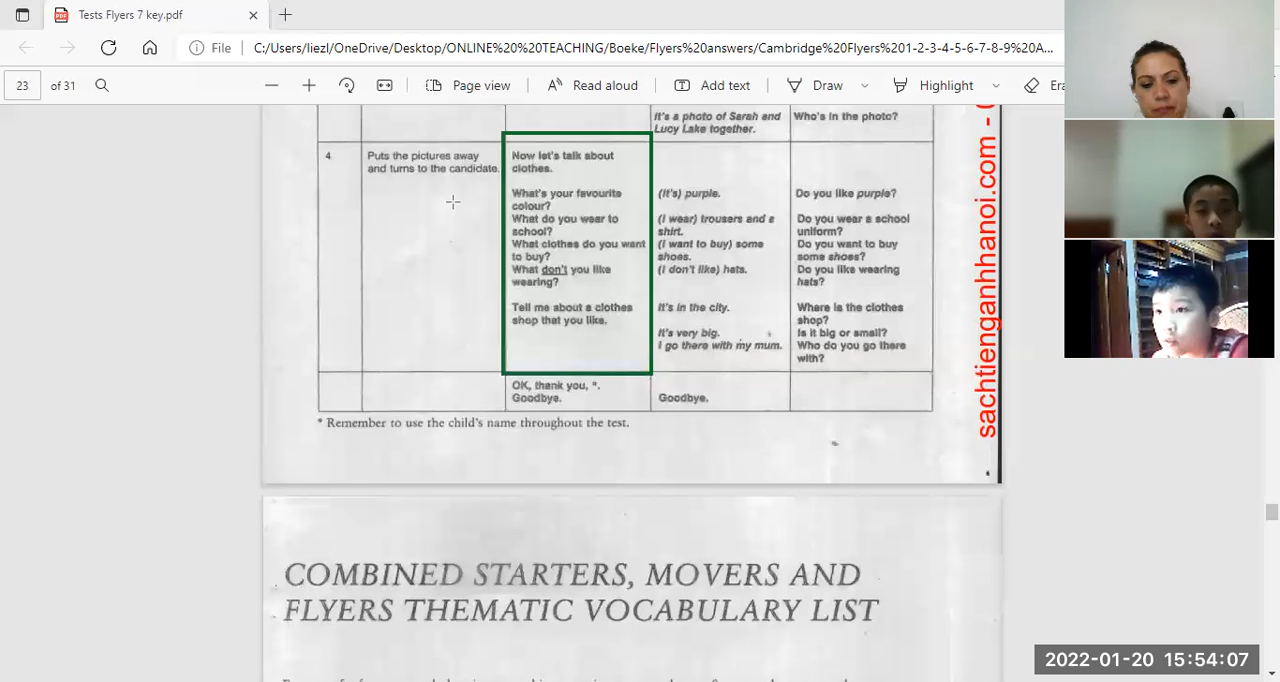 Tests Flyers 7 key.pdf
File
C:/Users/liezl/OneDrive/Desktop/ONLINE%20%20TEACHING/Boeke/Flyers%20answers/Cambridge%20Flyers%201-2-3-4-5-6-7-8-9%20A...
23 of 31
Page view
Read aloud
Add text
Draw
Highlight
Era
It's a photo of Sarah and
Lucy Lake together.
Who's in the photo?
4
Puts the pictures away
and turns to the candidate.
Now let's talk about
clothes.
What's your favourite
colour?
What do you wear to
school?
What clothes do you want
to buy?
What don't you like
wearing?
Tell me about a clothes
shop that you like.
(It's) purple.
(I wear) trousers and a
shirt.
(I want to buy) some
shoes.
(I don't like) hats.
It's in the city.
It's very big.
I go there with my mum.
Do you like purple?
Do you wear a school
uniform?
Do you want to buy
some shoes?
Do you like wearing
hats?
Where is the clothes
shop?
Is it big or small?
Who do you go there
with?
OK, thank you, *.
Goodbye.
Goodbye.
* Remember to use the child's name throughout the test.
sachtienganhhanoi.com - (
COMBINED STARTERS, MOVERS AND
FLYERS THEMATIC VOCABULARY LIST
2022-01-20 15:54:07